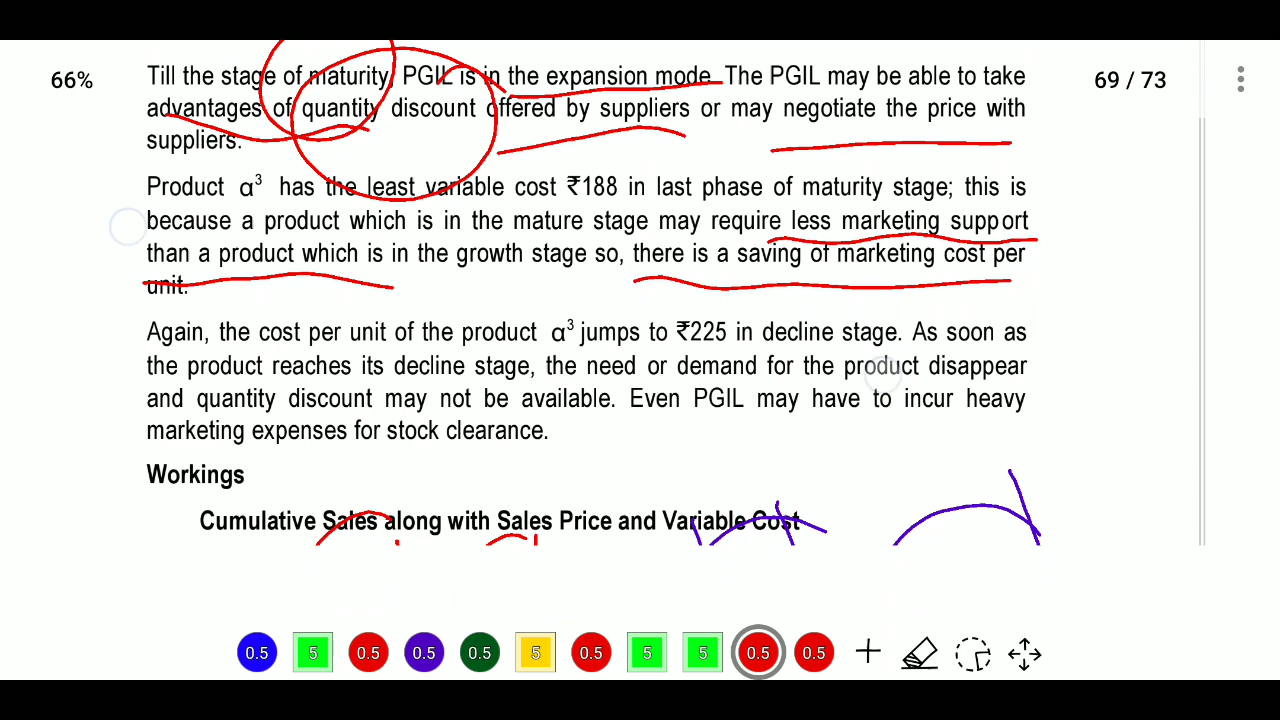 66%
69 / 73
Till the stage of maturity, PGIL is in the expansion mode. The PGIL may be able to take
advantages of quantity discount offered by suppliers or may negotiate the price with
suppliers.
Product α³ has the least variable cost ₹188 in last phase of maturity stage; this is
because a product which is in the mature stage may require less marketing support
than a product which is in the growth stage so, there is a saving of marketing cost per
unit.
Again, the cost per unit of the product α³ jumps to ₹225 in decline stage. As soon as
the product reaches its decline stage, the need or demand for the product disappear
and quantity discount may not be available. Even PGIL may have to incur heavy
marketing expenses for stock clearance.
Workings
Cumulative Sales along with Sales Price and Variable Cost
0.5 5 0.5 0.5 0.5 5 0.5 5 5 0.5 0.5